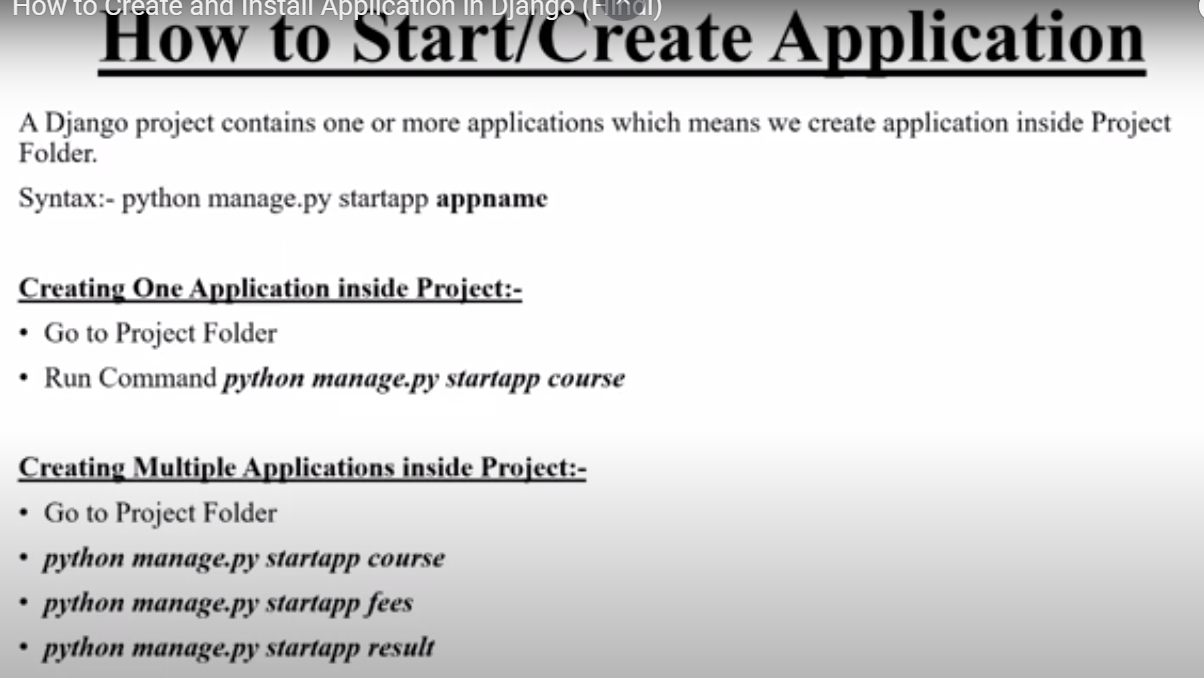 How to Create and Install Application in Django (Hindi)
How to Start/Create Application
A Django project contains one or more applications which means we create application inside Project
Folder.
Syntax:- python manage.py startapp appname
Creating One Application inside Project:-
• Go to Project Folder
• Run Command python manage.py startapp course
Creating Multiple Applications inside Project:-
• Go to Project Folder
• python manage.py startapp course
• python manage.py startapp fees
• python manage.py startapp result